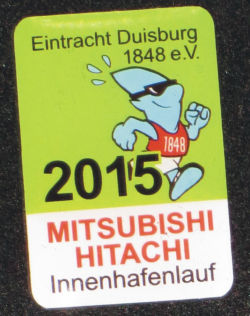 Eintracht Duisburg
1848 e.V.
1848
2015
MITSUBISHI
HITACHI
Innenhafenlauf